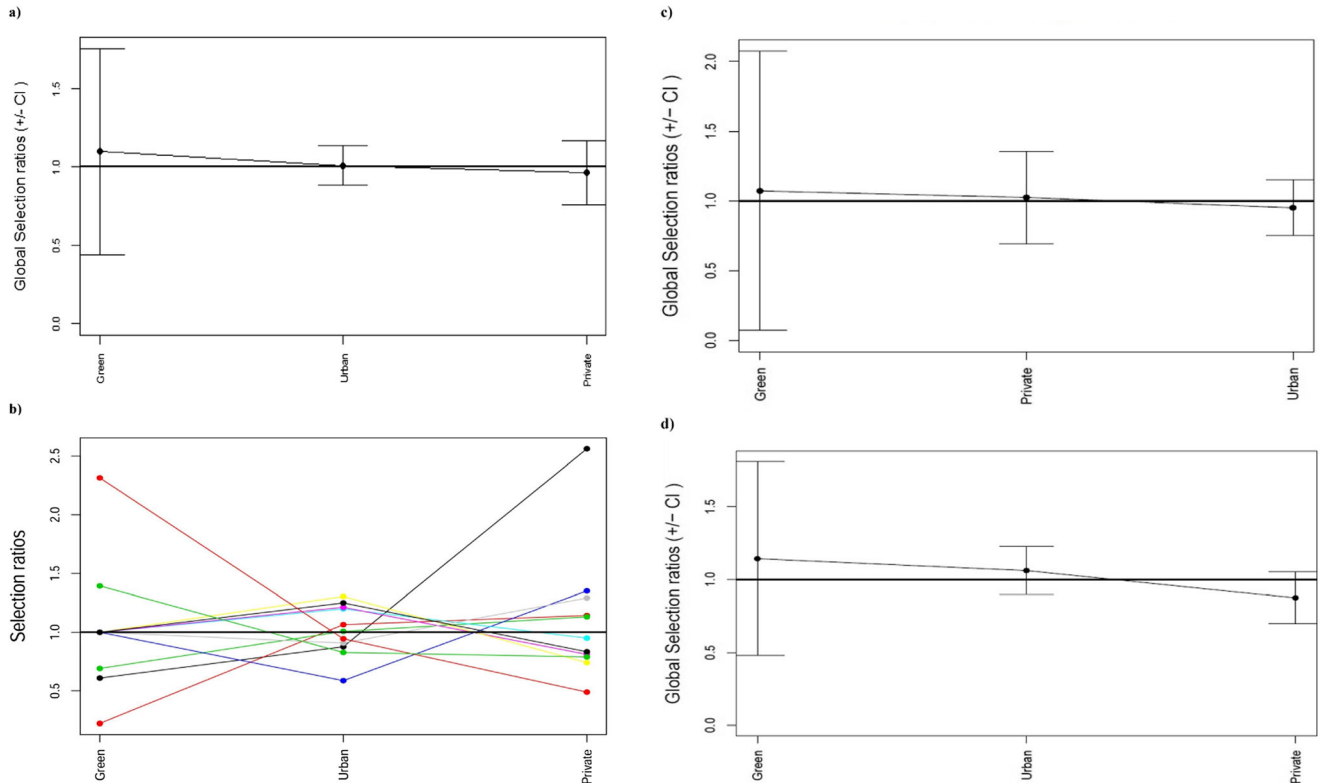 a)
Global Selection ratios (+/- CI)
0.0
0.5
1.0
1.5
Green
Urban
Private
b)
Selection ratios
0.5
1.0
1.5
2.0
2.5
Green
Urban
Private
c)
Global Selection ratios (+/- CI)
0.0
0.5
1.0
1.5
2.0
Green
Private
Urban
d)
Global Selection ratios (+/- CI )
0.0
0.5
1.0
1.5
Green
Urban
Private